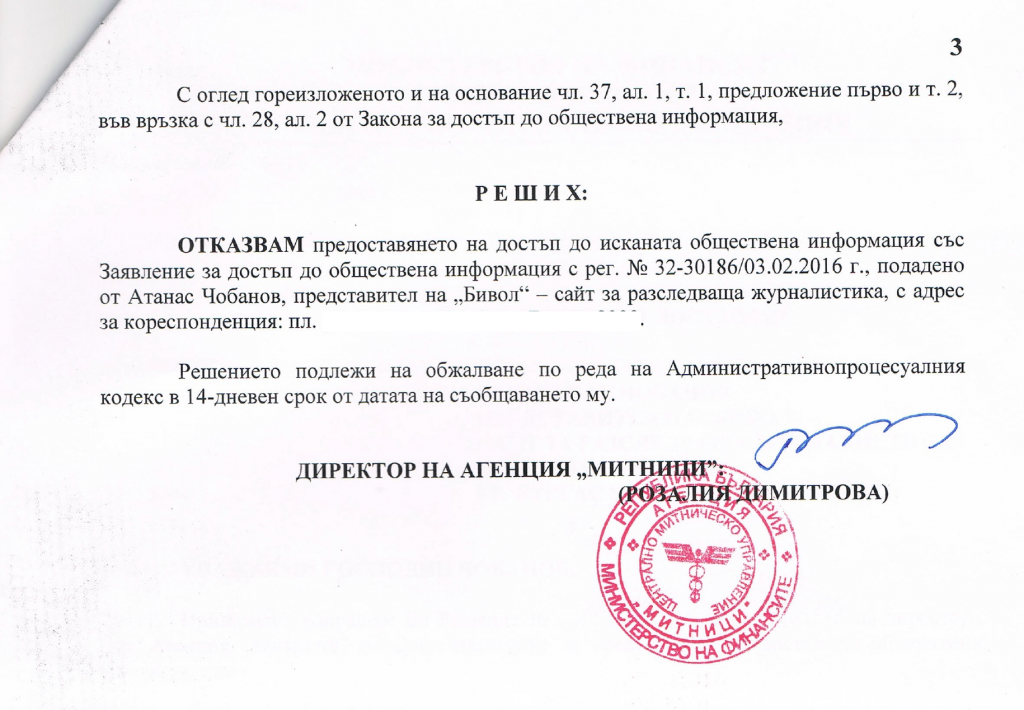 3
С оглед гореизложеното и на основание чл. 37, ал. 1, т. 1, предложение първо и т. 2,
във връзка с чл. 28, ал. 2 от Закона за достъп до обществена информация,
Р Е Ш И Х:
ОТКАЗВАМ предоставянето на достъп до исканата обществена информация със
Заявление за достъп до обществена информация с рег. № 32-30186/03.02.2016 г., подадено
от Атанас Чобанов, представител на „Бивол“ – сайт за разследваща журналистика, с адрес
за кореспонденция: пл. .
Решението подлежи на обжалване по реда на Административнопроцесуалния
кодекс в 14-дневен срок от датата на съобщаването му.
ДИРЕКТОР НА АГЕНЦИЯ „МИТНИЦИ”:
(РОЗАЛИЯ ДИМИТРОВА)
РЕПУБЛИКА БЪЛГАРИЯ
МИНИСТЕРСТВО НА ФИНАНСИТЕ
АГЕНЦИЯ
МИТНИЦИ
ЦЕНТРАЛНО МИТНИЧЕСКО УПРАВЛЕНИЕ